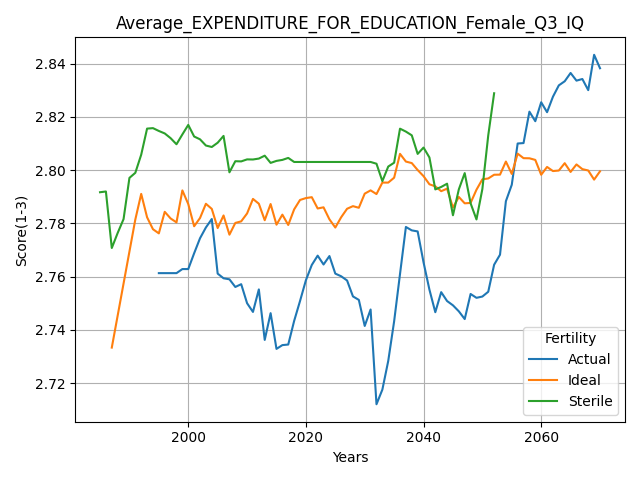 Average_EXPENDITURE_FOR_EDUCATION_Female_Q3_IQ
Score(1-3)
2.84
2.82
2.80
2.78
2.76
2.74
2.72
2000 2020 2040 2060
Years
Fertility
Actual
Ideal
Sterile